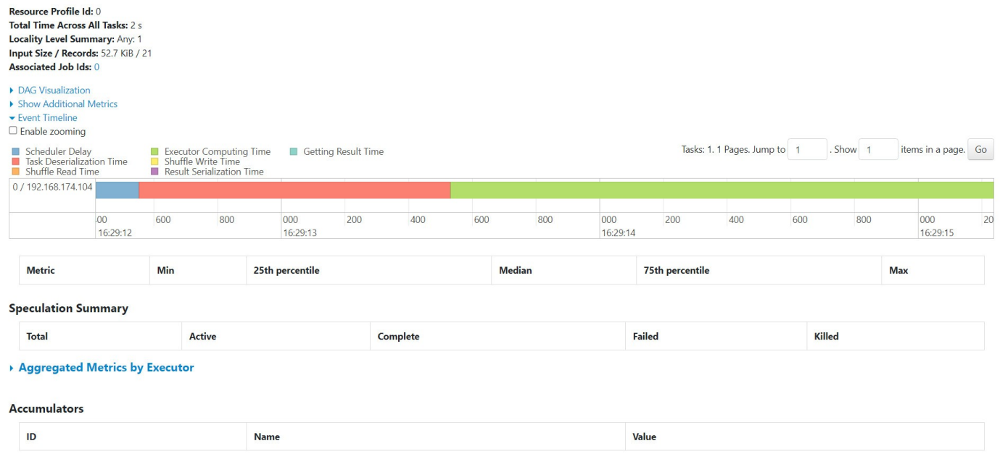 Resource Profile Id: 0
Total Time Across All Tasks: 2 s
Locality Level Summary: Any: 1
Input Size / Records: 52.7 KiB / 21
Associated Job Ids: 0
DAG Visualization
Show Additional Metrics
Event Timeline
Enable zooming
Scheduler Delay
Task Deserialization Time
Shuffle Read Time
Executor Computing Time
Shuffle Write Time
Result Serialization Time
Getting Result Time
Tasks: 1. 1 Pages. Jump to 1 . Show 1 items in a page. Go
0 / 192.168.174.104
00 600 800 000 200 400 600 800 000 200 400 600 800 000 20
16:29:12 16:29:13 16:29:14 16:29:15
Metric Min 25th percentile Median 75th percentile Max
Speculation Summary
Total Active Complete Failed Killed
Aggregated Metrics by Executor
Accumulators
ID Name Value